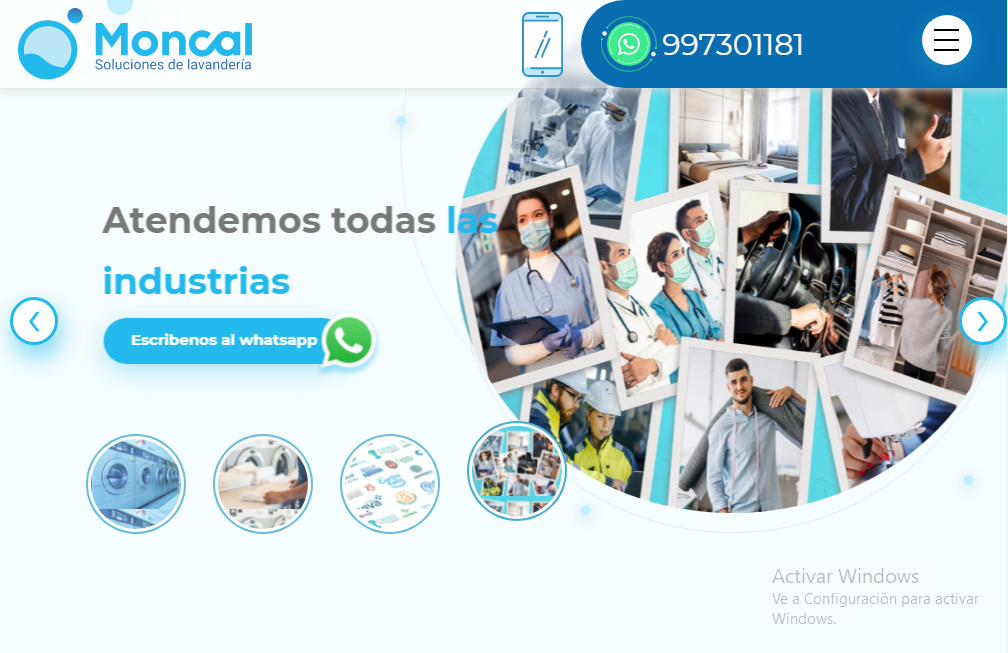 Moncal
Soluciones de lavandería
997301181
Atendemos todas las
industrias
Escribenos al whatsapp
Activar Windows
Ve a Configuración para activar
Windows.